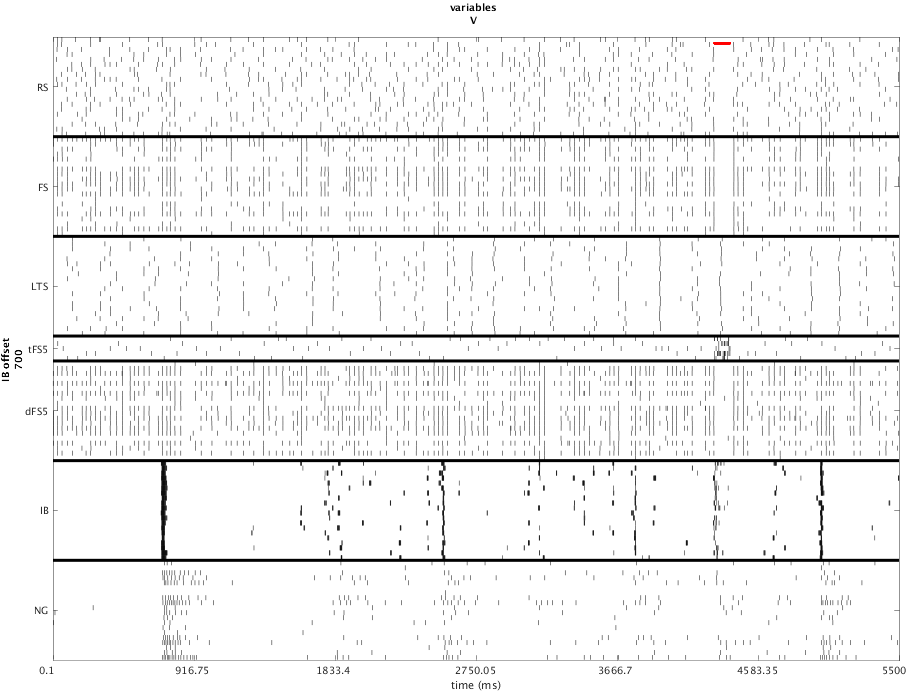 variables
V
RS
FS
LTS
tFS5
dFS5
IB
NG
IB offset
700
0.1 916.75 1833.4 2750.05 3666.7 4583.35 5500
time (ms)